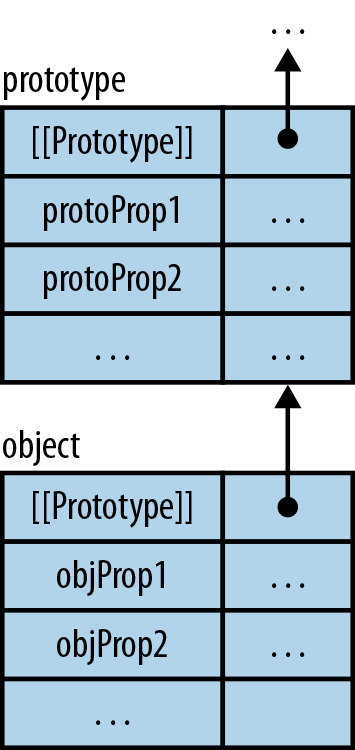 ...
prototype
[[Prototype]]
protoProp1 ...
protoProp2 ...
... ...
object
[[Prototype]]
objProp1 ...
objProp2 ...
...